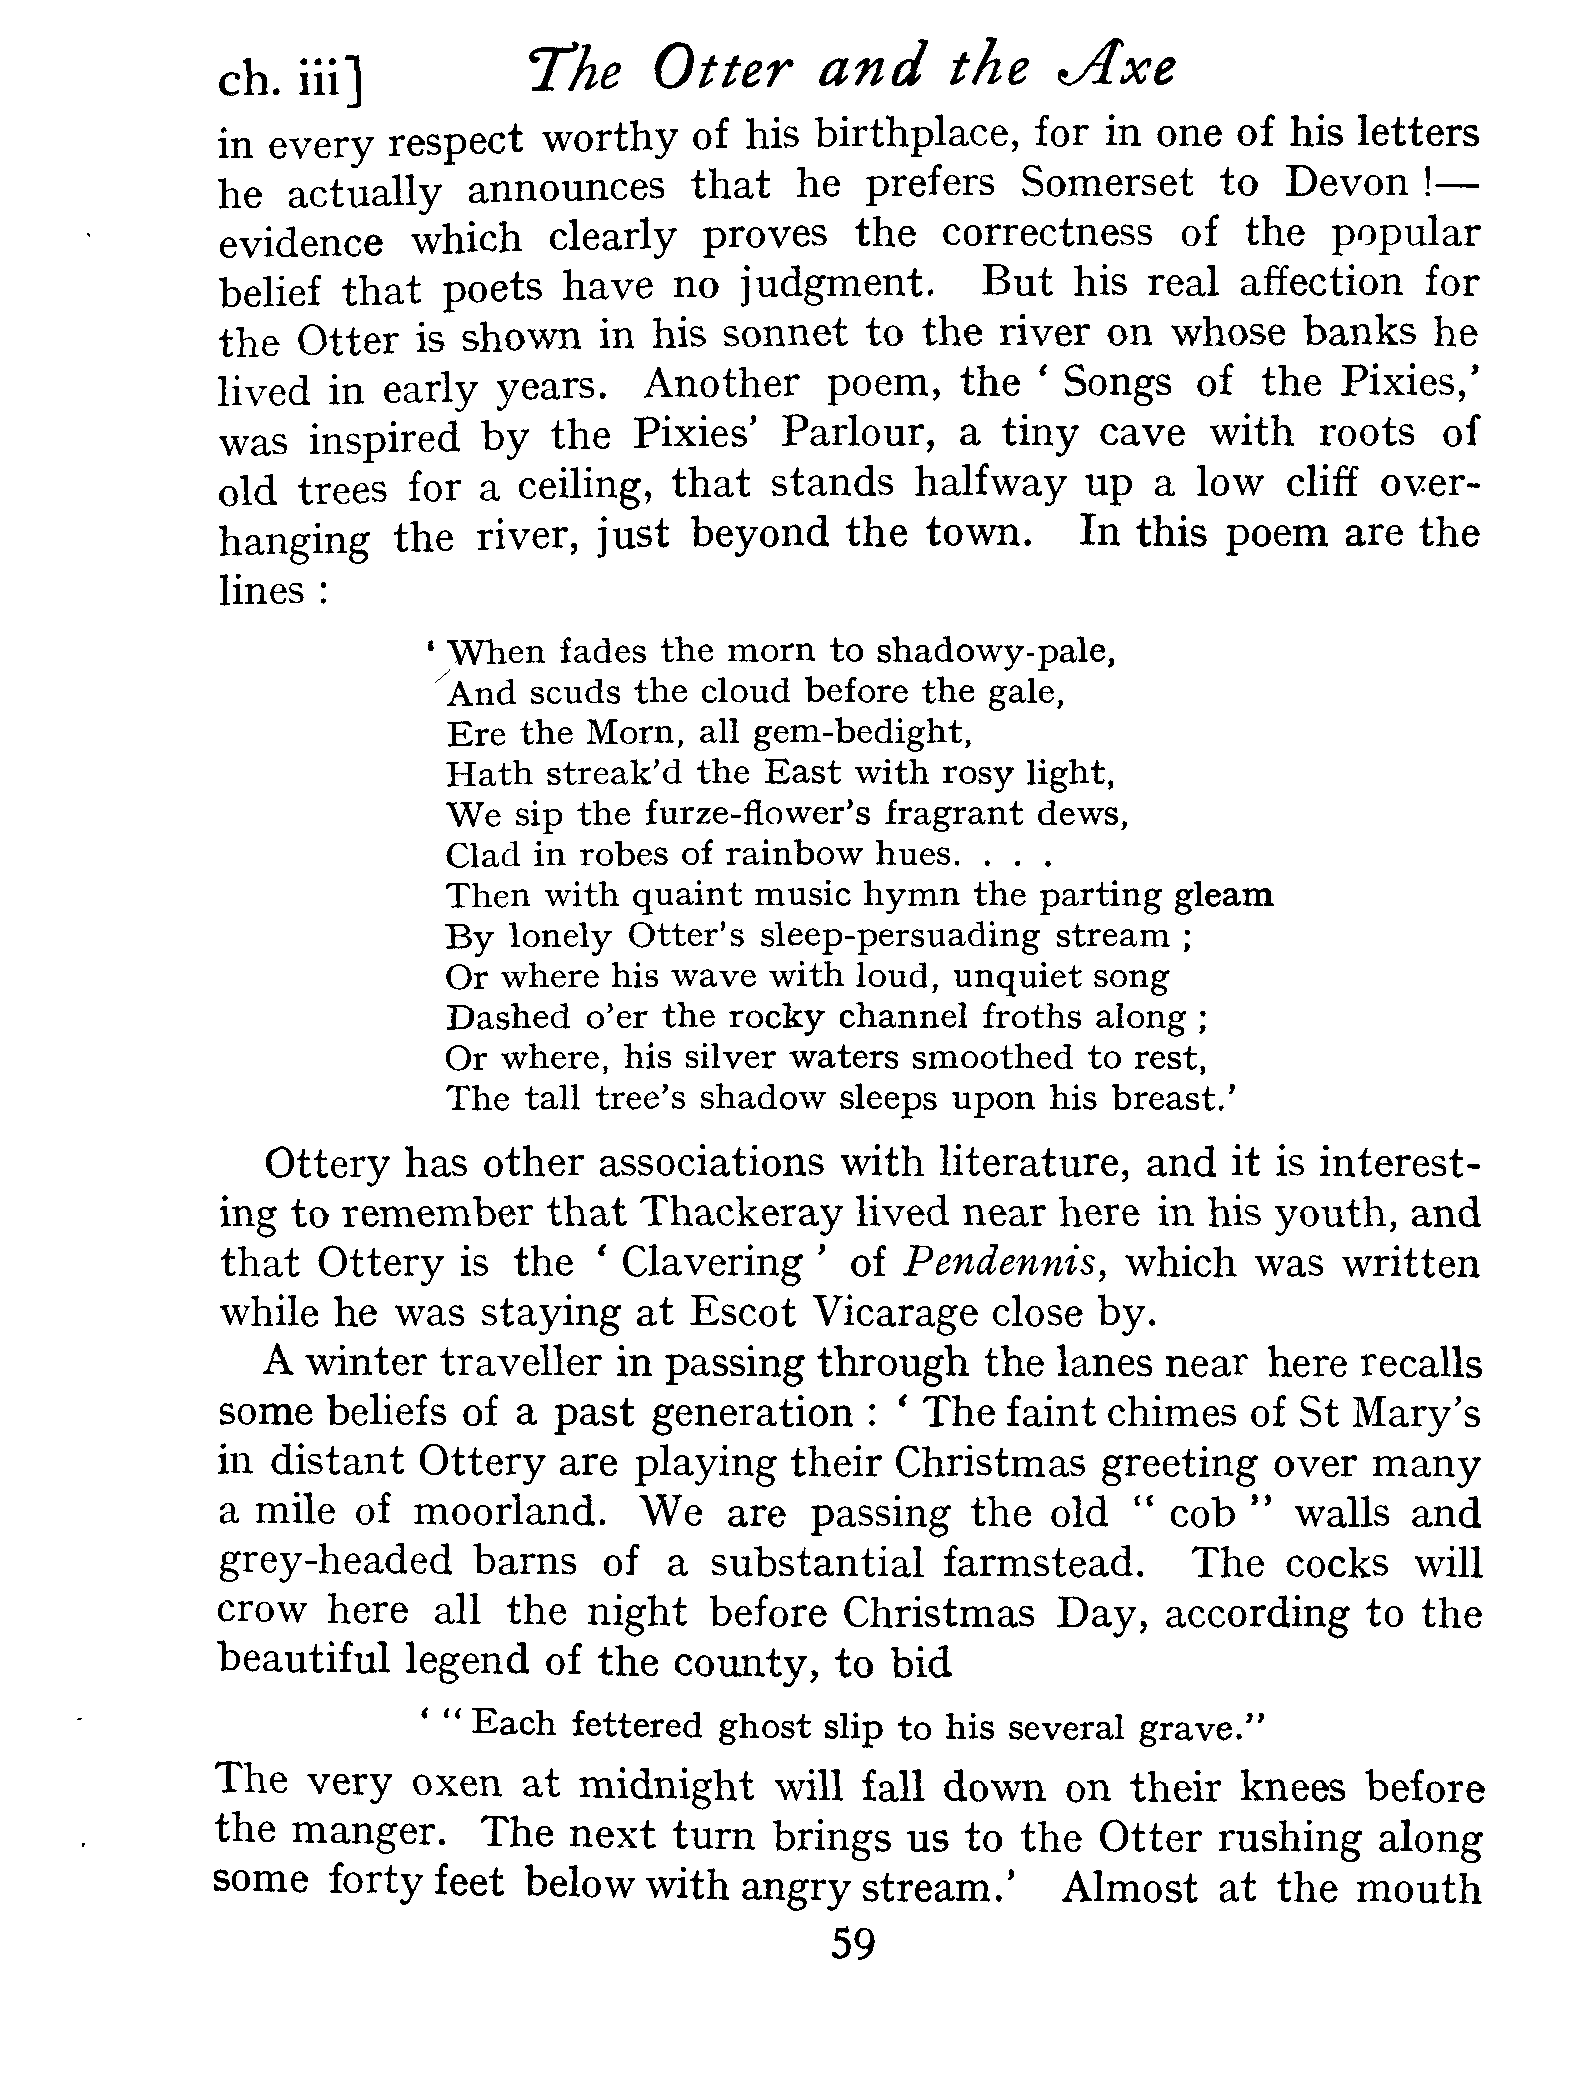 ch. iii] The Otter and the Axe
in every respect worthy of his birthplace, for in one of his letters
he actually announces that he prefers Somerset to Devon !—
evidence which clearly proves the correctness of the popular
belief that poets have no judgment. But his real affection for
the Otter is shown in his sonnet to the river on whose banks he
lived in early years. Another poem, the ‘ Songs of the Pixies,’
was inspired by the Pixies’ Parlour, a tiny cave with roots of
old trees for a ceiling, that stands halfway up a low cliff over-
hanging the river, just beyond the town. In this poem are the
lines :
‘ When fades the morn to shadowy-pale,
And scuds the cloud before the gale,
Ere the Morn, all gem-bedight,
Hath streak’d the East with rosy light,
We sip the furze-flower’s fragrant dews,
Clad in robes of rainbow hues. . . .
Then with quaint music hymn the parting gleam
By lonely Otter’s sleep-persuading stream ;
Or where his wave with loud, unquiet song
Dashed o’er the rocky channel froths along ;
Or where, his silver waters smoothed to rest,
The tall tree’s shadow sleeps upon his breast.’
Ottery has other associations with literature, and it is interest-
ing to remember that Thackeray lived near here in his youth, and
that Ottery is the ‘ Clavering ’ of Pendennis, which was written
while he was staying at Escot Vicarage close by.
A winter traveller in passing through the lanes near here recalls
some beliefs of a past generation : ‘ The faint chimes of St Mary’s
in distant Ottery are playing their Christmas greeting over many
a mile of moorland. We are passing the old “ cob ” walls and
grey-headed barns of a substantial farmstead. The cocks will
crow here all the night before Christmas Day, according to the
beautiful legend of the county, to bid
‘ “ Each fettered ghost slip to his several grave.”
The very oxen at midnight will fall down on their knees before
the manger. The next turn brings us to the Otter rushing along
some forty feet below with angry stream.’ Almost at the mouth
59